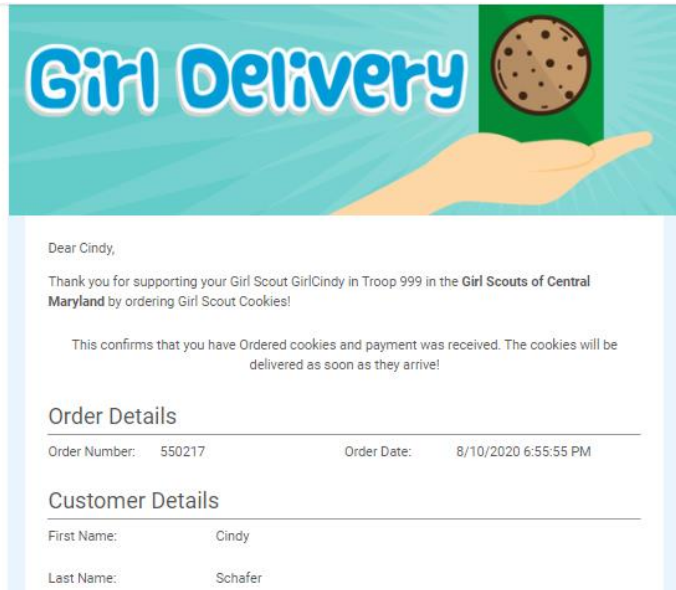 Girl Delivery
Dear Cindy,
Thank you for supporting your Girl Scout GirlCindy in Troop 999 in the Girl Scouts of Central
Maryland by ordering Girl Scout Cookies!
This confirms that you have Ordered cookies and payment was received. The cookies will be
delivered as soon as they arrive!
Order Details
Order Number: 550217 Order Date: 8/10/2020 6:55:55 PM
Customer Details
First Name: Cindy
Last Name: Schafer